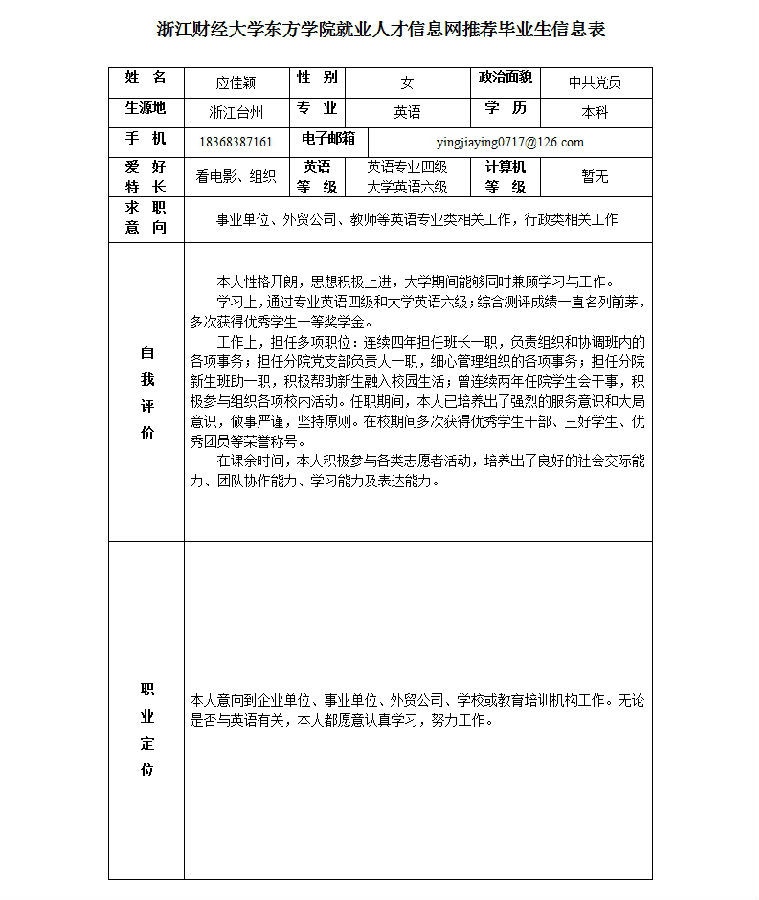 浙江财经大学东方学院就业人才信息网推荐毕业生信息表
姓 名 应佳颖 性 别 女 政治面貌 中共党员
生源地 浙江台州 专 业 英语 学 历 本科
手 机 18368387161 电子邮箱 yingjiaying0717@126.com
爱 好 特 长 看电影、组织 英语 等 级 英语专业四级 大学英语六级 计算机 等 级 暂无
求 职 意 向 事业单位、外贸公司、教师等英语专业类相关工作，行政类相关工作
自我评价
本人性格开朗，思想积极上进，大学期间能够同时兼顾学习与工作。
学习上，通过专业英语四级和大学英语六级；综合测评成绩一直名列前茅，
多次获得优秀学生一等奖学金。
工作上，担任多项职位：连续四年担任班长一职，负责组织和协调班内的
各项事务；担任分院党支部负责人一职，细心管理组织的各项事务；担任分院
新生班助一职，积极帮助新生融入校园生活；曾连续两年任院学生会干事，积
极参与组织各项校内活动。任职期间，本人已培养出了强烈的服务意识和大局
意识，做事严谨，坚持原则。在校期间多次获得优秀学生干部、三好学生、优
秀团员等荣誉称号。
在课余时间，本人积极参与各类志愿者活动，培养出了良好的社会交际能
力、团队协作能力、学习能力及表达能力。
职业定位
本人意向到企业单位、事业单位、外贸公司、学校或教育培训机构工作。无论
是否与英语有关，本人都愿意认真学习，努力工作。